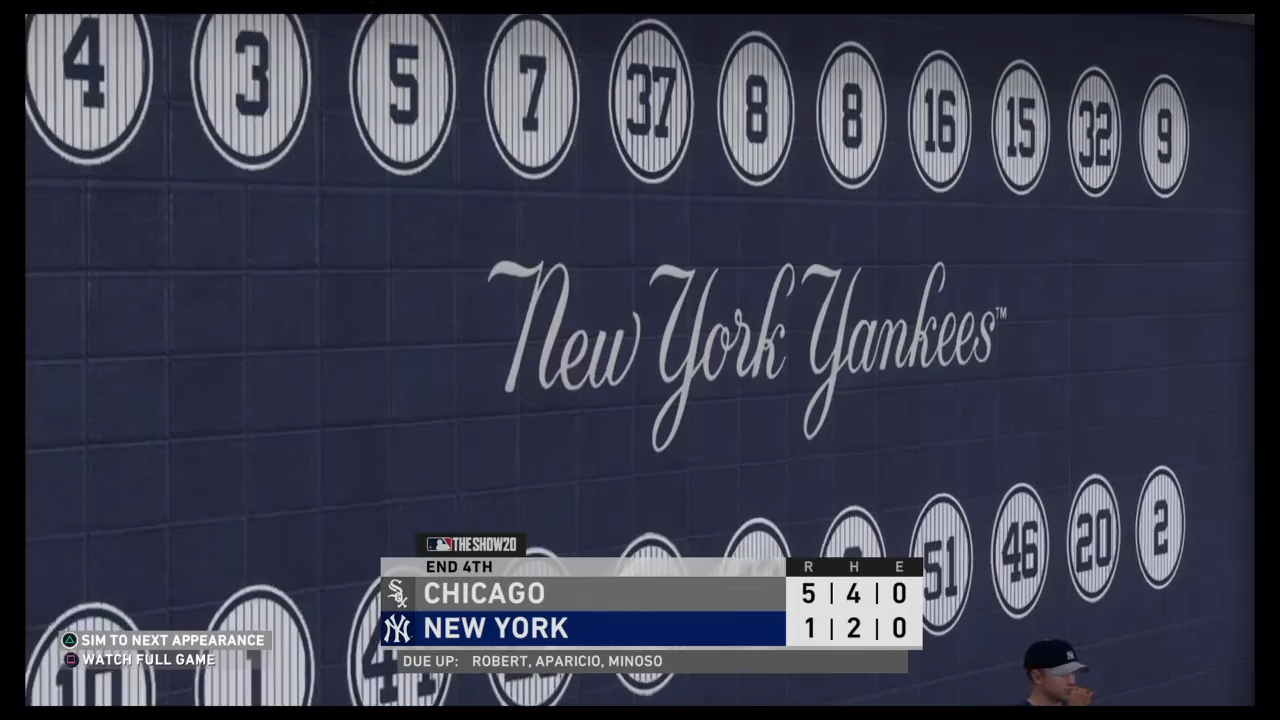 4 3 5 7 37 8 8 16 15 32 9
New York Yankees™
51 46 20 2
10 1
THE SHOW 20
END 4TH R H E
CHICAGO 5 | 4 | 0
NEW YORK 1 | 2 | 0
DUE UP: ROBERT, APARICIO, MINOSO
SIM TO NEXT APPEARANCE
WATCH FULL GAME